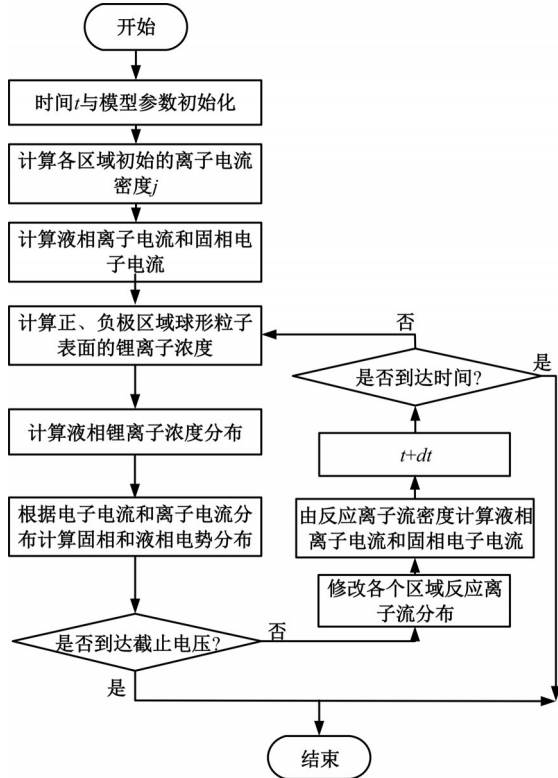 开始
时间t与模型参数初始化
计算各区域初始的离子电流
密度j
计算液相离子电流和固相电
子电流
计算正、负极区域球形粒子
表面的锂离子浓度
计算液相锂离子浓度分布
根据电子电流和离子电流分
布计算固相和液相电势分布
是否到达截止电压?
否
是
修改各个区域反应离
子流分布
由反应离子流密度计算液相
离子电流和固相电子电流
t+dt
是否到达时间?
否
是
结束